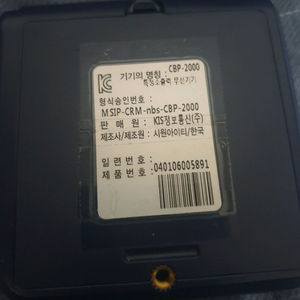 KC
기기의 명칭 : CBP-2000
특정소출력 무선기기
형식승인번호 :
MSIP-CRM-nbs-CBP-2000
판 매 원 : KIS정보통신(주)
제조사/제조원 : 시원아이티/한국
일 련 번 호 :
제 품 번 호 : 040106005891